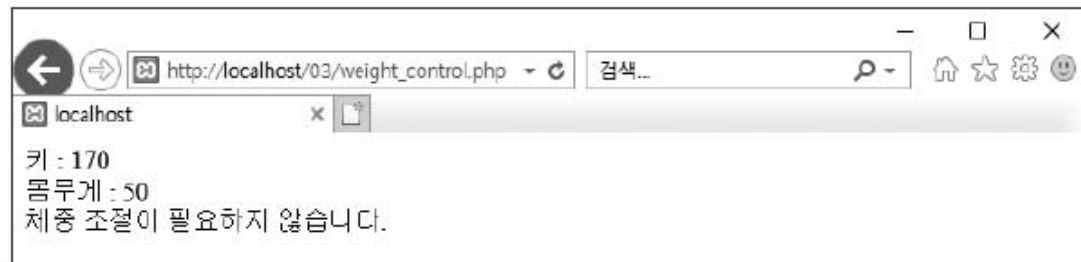 http://localhost/03/weight_control.php
검색...
localhost
키 : 170
몸무게 : 50
체중 조절이 필요하지 않습니다.